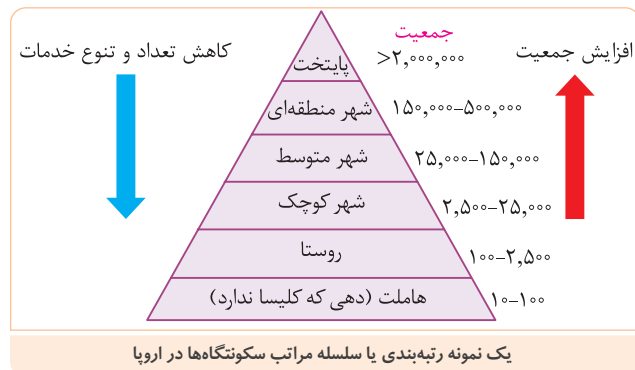 جمعیت
افزایش جمعیت
کاهش تعداد و تنوع خدمات
پایتخت
>۲,۰۰۰,۰۰۰
شهر منطقه‌ای
۱۵۰,۰۰۰-۵۰۰,۰۰۰
شهر متوسط
۲۵,۰۰۰-۱۵۰,۰۰۰
شهر کوچک
۲,۵۰۰-۲۵,۰۰۰
روستا
۱۰۰-۲,۵۰۰
هاملت (دهی که کلیسا ندارد)
۱۰-۱۰۰
یک نمونه رتبه‌بندی یا سلسله مراتب سکونتگاه‌ها در اروپا